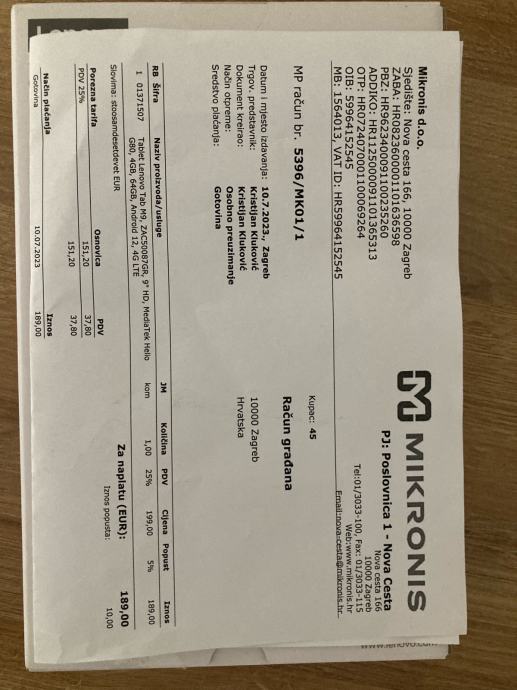 Lenovo
Mikronis d.o.o.
Sjedište: Nova cesta 166, 10000 Zagreb
ZABA: HR0823600001101636598
PBZ: HR9623400091100235260
ADDIKO: HR1125000091101365313
OTP: HR0724070001100069264
OIB: 59964152545
MB: 1564013, VAT ID: HR59964152545
MIKRONIS
PJ: Poslovnica 1 - Nova Cesta
Nova cesta 166
10000 Zagreb
Tel:01/3033-100, Fax: 01/3033-115
Web:www.mikronis.hr
Email:nova-cesta@mikronis.hr
MP račun br. 5396/MK01/1
Kupac: 45
Račun građana
10000 Zagreb
Hrvatska
Datum i mjesto izdavanja: 10.7.2023., Zagreb
Trgov. predstavnik: Kristijan Kluković
Dokument kreirao: Kristijan Kluković
Način otpreme: Osobno preuzimanje
Sredstvo plaćanja: Gotovina
RB Šifra Naziv proizvoda/usluge JM Količina PDV Cijena Popust Iznos
1 01371507 Tablet Lenovo Tab M9, ZAC50087GR, 9" HD, MediaTek Helio kom 1,00 25% 199,00 5% 189,00
G80, 4GB, 64GB, Android 12, 4G LTE
Za naplatu (EUR): 189,00
Slovima: stoosamdesetdevet EUR
Iznos popusta: 10,00
Porezna tarifa Osnovica PDV
151,20 37,80
PDV 25% 151,20 37,80
Način plaćanja Iznos
Gotovina 10.07.2023 189,00
www.lenovo.com